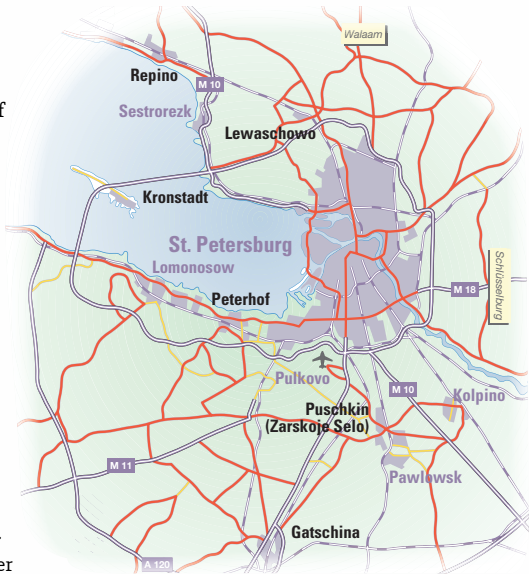 Walaam
Repino
M 10
f
Sestrorezk
Lewaschowo
Kronstadt
St. Petersburg
Lomonosow
Schlüsselburg
Peterhof
M 18
Pulkovo
M 10
Kolpino
Puschkin
(Zarskoje Selo)
M 11
Pawlowsk
Gatschina
A 120
er